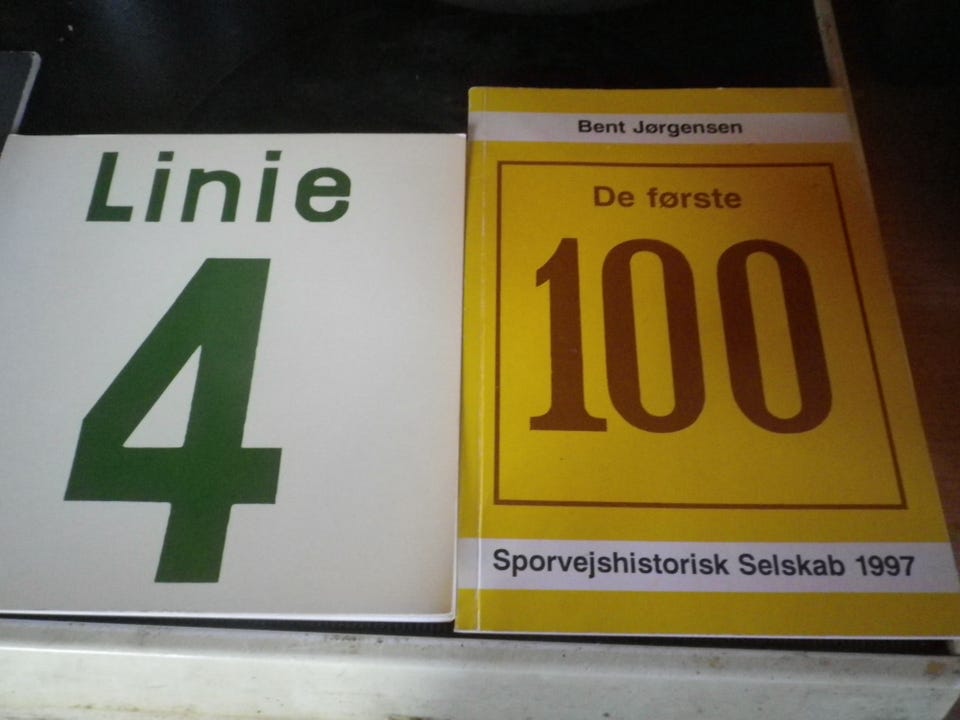 Linie
4
Bent Jørgensen
De første
100
Sporvejshistorisk Selskab 1997